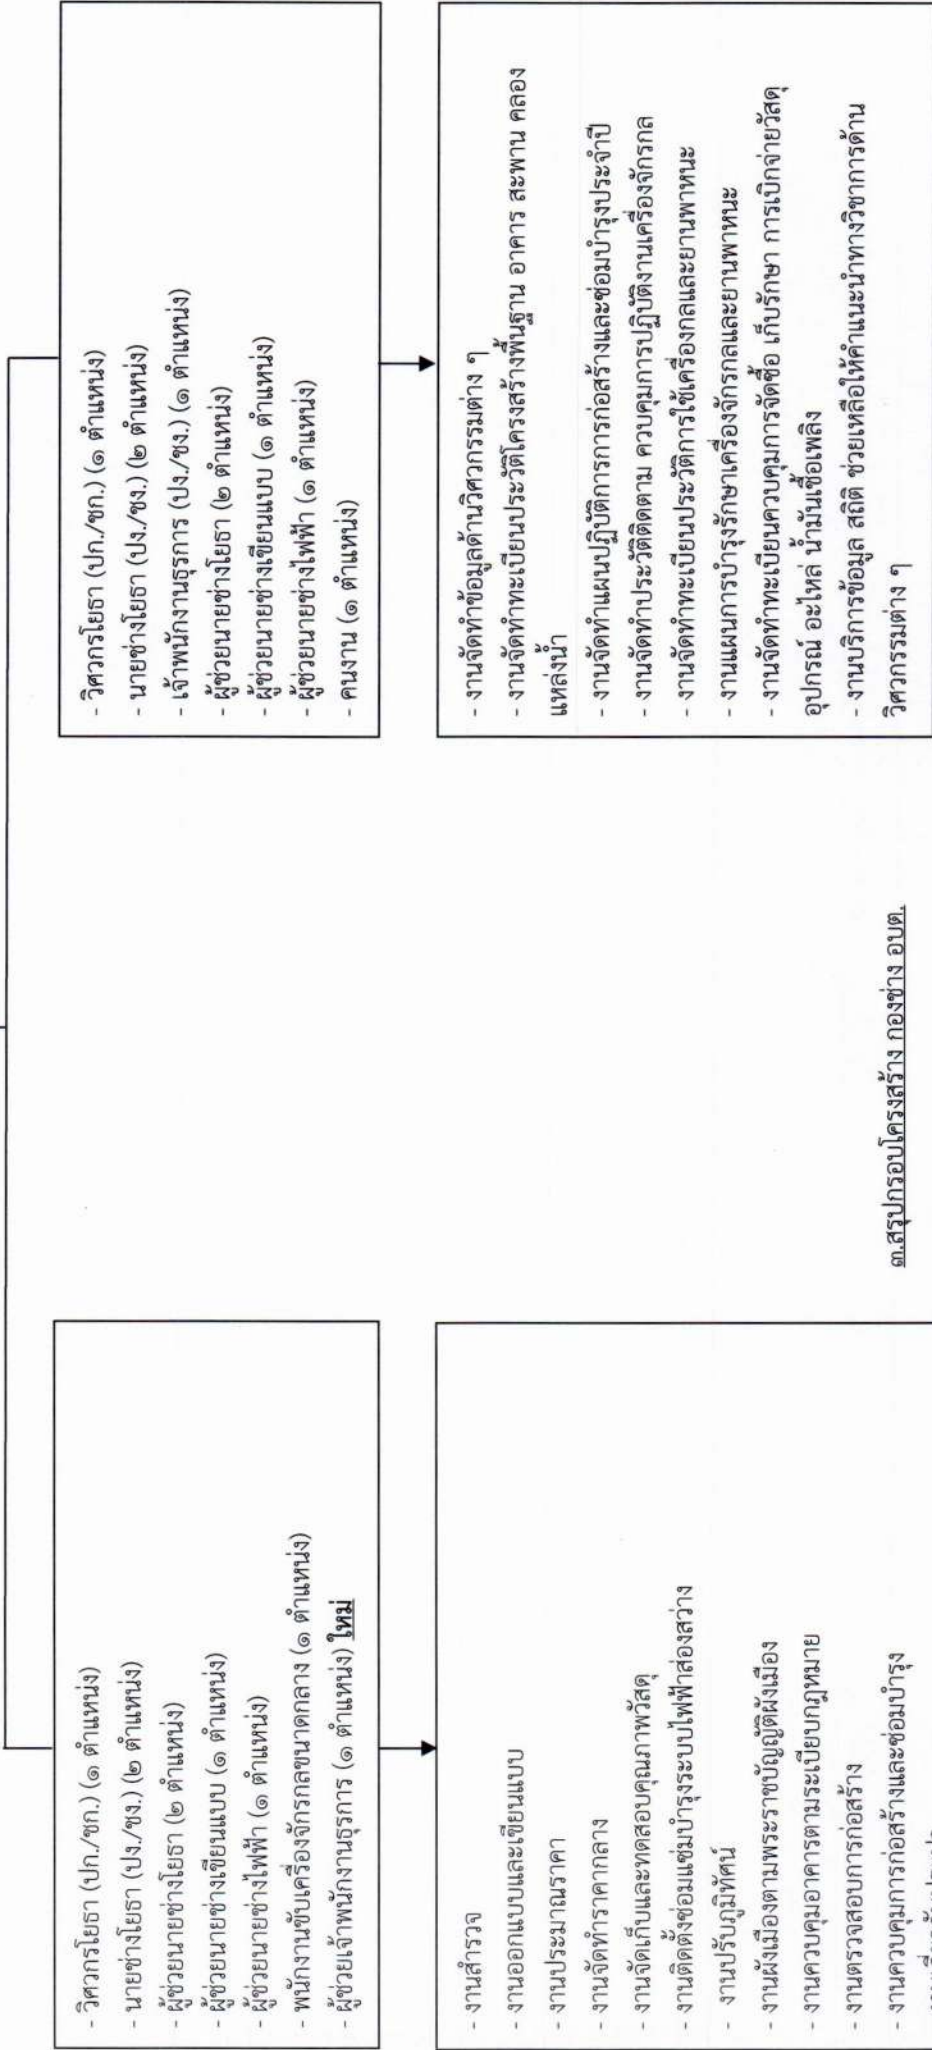 - วิศวกรโยธา (ปก./ชก.) (๑ ตำแหน่ง)
- นายช่างโยธา (ปง./ชง.) (๒ ตำแหน่ง)
- ผู้ช่วยนายช่างโยธา (๒ ตำแหน่ง)
- ผู้ช่วยนายช่างเขียนแบบ (๑ ตำแหน่ง)
- ผู้ช่วยนายช่างไฟฟ้า (๑ ตำแหน่ง)
- พนักงานขับเครื่องจักรกลขนาดกลาง (๑ ตำแหน่ง)
- ผู้ช่วยเจ้าพนักงานธุรการ (๑ ตำแหน่ง) ใหม่
- งานสำรวจ
- งานออกแบบและเขียนแบบ
- งานประมาณราคา
- งานจัดทำราคากลาง
- งานจัดเก็บและทดสอบคุณภาพวัสดุ
- งานติดตั้งซ่อมแซ่มบำรุงระบบไฟฟ้าส่องสว่าง
- งานปรับภูมิทัศน์
- งานผังเมืองตามพระราชบัญญัติผังเมือง
- งานควบคุมอาคารตามระเบียบกฎหมาย
- งานตรวจสอบการก่อสร้าง
- งานควบคุมการก่อสร้างและซ่อมบำรุง
- วิศวกรโยธา (ปก./ชก.) (๑ ตำแหน่ง)
- นายช่างโยธา (ปง./ชง.) (๒ ตำแหน่ง)
- เจ้าพนักงานธุรการ (ปง./ชง.) (๑ ตำแหน่ง)
- ผู้ช่วยนายช่างโยธา (๒ ตำแหน่ง)
- ผู้ช่วยนายช่างเขียนแบบ (๑ ตำแหน่ง)
- ผู้ช่วยนายช่างไฟฟ้า (๑ ตำแหน่ง)
- คนงาน (๑ ตำแหน่ง)
- งานจัดทำข้อมูลด้านวิศวกรรมต่าง ๆ
- งานจัดทำทะเบียนประวัติโครงสร้างพื้นฐาน อาคาร สะพาน คลอง
แหล่งน้ำ
- งานจัดทำแผนปฏิบัติการการก่อสร้างและซ่อมบำรุงประจำปี
- งานจัดทำประวัติติดตาม ควบคุมการปฏิบัติงานเครื่องจักรกล
- งานจัดทำทะเบียนประวัติการใช้เครื่องกลและยานพาหนะ
- งานแผนการบำรุงรักษาเครื่องจักรกลและยานพาหนะ
- งานจัดทำทะเบียนควบคุมการจัดซื้อ เก็บรักษา การเบิกจ่ายวัสดุ
อุปกรณ์ อะไหล่ น้ำมันเชื้อเพลิง
- งานบริการข้อมูล สถิติ ช่วยเหลือให้คำแนะนำทางวิชาการด้าน
วิศวกรรมต่าง ๆ
๓.สรุปกรอบโครงสร้าง กองช่าง อบต.